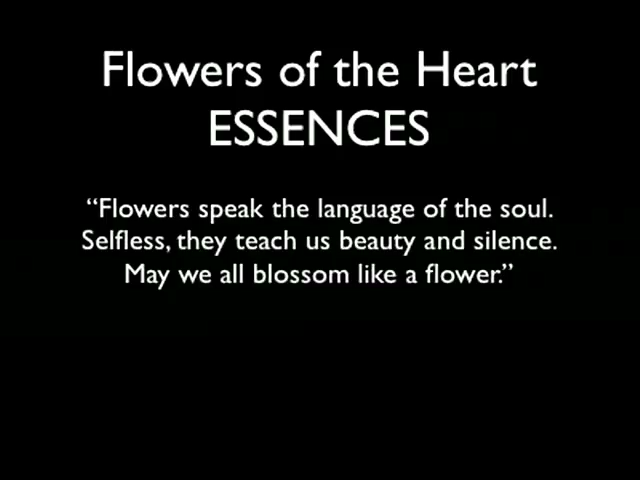 Flowers of the Heart
ESSENCES
“Flowers speak the language of the soul.
Selfless, they teach us beauty and silence.
May we all blossom like a flower.”